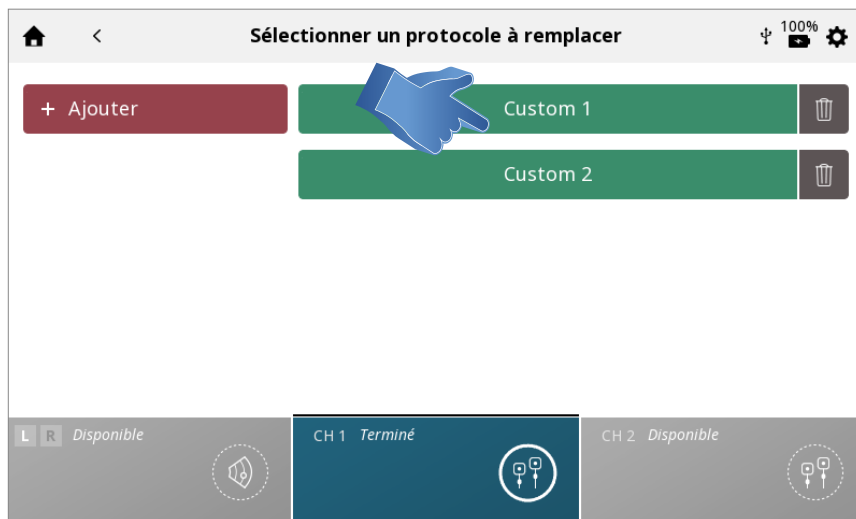 Sélectionner un protocole à remplacer
100%
+ Ajouter
Custom 1
Custom 2
L R Disponible
CH 1 Terminé
CH 2 Disponible